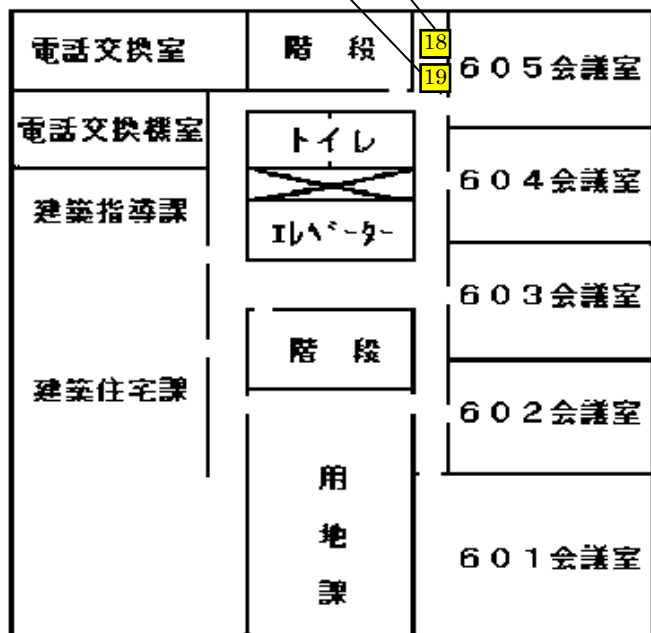 電話交換室
階 段
18
19
605会議室
電話交換機室
トイレ
604会議室
建築指導課
エレベーター
603会議室
階 段
建築住宅課
602会議室
用
地
課
601会議室